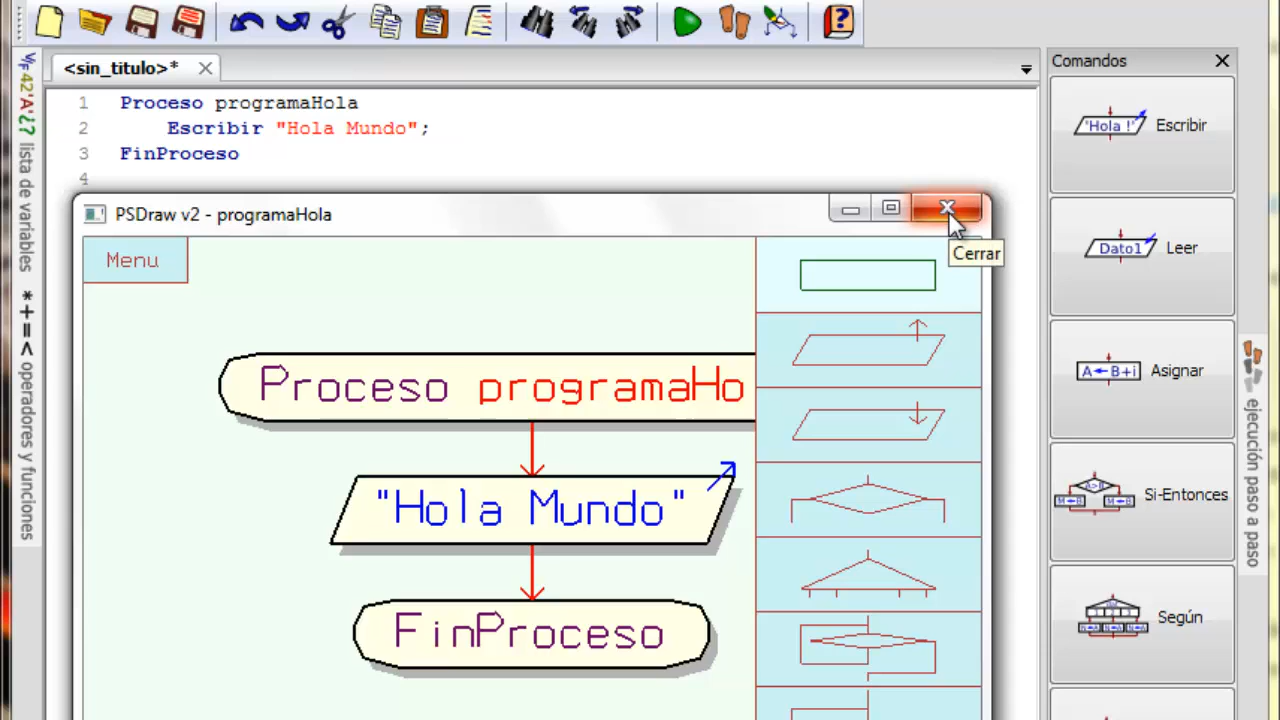 <sin_titulo>*
Comandos
1 Proceso programaHola
2 Escribir "Hola Mundo";
3 FinProceso
4
V/F 42 'A' ¿? lista de variables
* + = < operadores y funciones
PSDraw v2 - programaHola
Cerrar
Menu
Proceso programaHo
"Hola Mundo"
FinProceso
'Hola !' Escribir
Dato1 Leer
A←B+i Asignar
A>B
Si-Entonces
Según
ejecución paso a paso